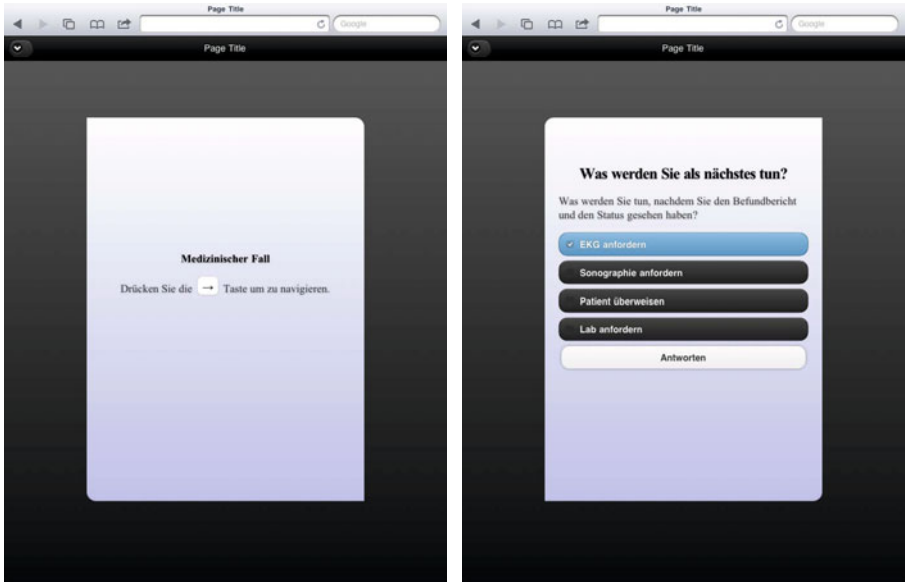 Page Title
Google
Page Title
Medizinischer Fall
Drücken Sie die → Taste um zu navigieren.
Page Title
Google
Page Title
Was werden Sie als nächstes tun?
Was werden Sie tun, nachdem Sie den Befundbericht
und den Status gesehen haben?
EKG anfordern
Sonographie anfordern
Patient überweisen
Lab anfordern
Antworten